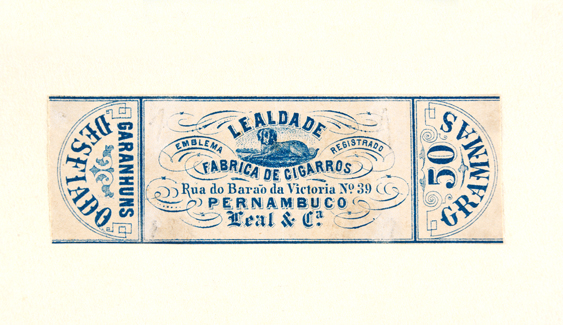 DESFIADO
GARANHUNS
LEALDADE
EMBLEMA REGISTRADO
FABRICA DE CIGARROS
Rua do Barão da Victoria Nº 39
PERNAMBUCO
Leal & Cª
50
GRAMMAS